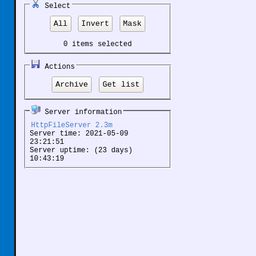 Select
All Invert Mask
0 items selected
Actions
Archive Get list
Server information
HttpFileServer 2.3m
Server time: 2021-05-09
23:21:51
Server uptime: (23 days)
10:43:19